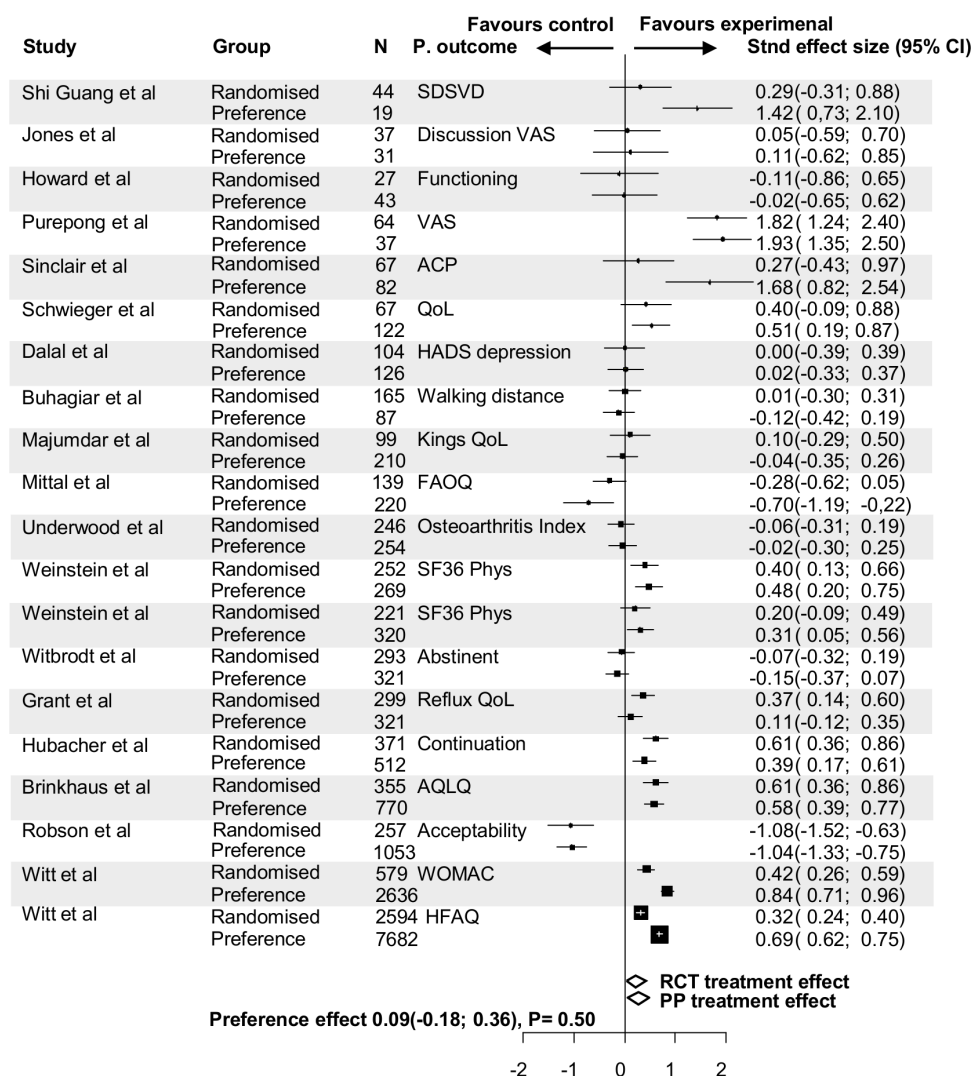 Favours control Favours experimenal
Study Group N P. outcome Stnd effect size (95% CI)
Shi Guang et al Randomised 44 SDSVD 0.29(-0.31; 0.88)
Preference 19 1.42( 0,73; 2.10)
Jones et al Randomised 37 Discussion VAS 0.05(-0.59; 0.70)
Preference 31 0.11(-0.62; 0.85)
Howard et al Randomised 27 Functioning -0.11(-0.86; 0.65)
Preference 43 -0.02(-0.65; 0.62)
Purepong et al Randomised 64 VAS 1.82( 1.24; 2.40)
Preference 37 1.93( 1.35; 2.50)
Sinclair et al Randomised 67 ACP 0.27(-0.43; 0.97)
Preference 82 1.68( 0.82; 2.54)
Schwieger et al Randomised 67 QoL 0.40(-0.09; 0.88)
Preference 122 0.51( 0.19; 0.87)
Dalal et al Randomised 104 HADS depression 0.00(-0.39; 0.39)
Preference 126 0.02(-0.33; 0.37)
Buhagiar et al Randomised 165 Walking distance 0.01(-0.30; 0.31)
Preference 87 -0.12(-0.42; 0.19)
Majumdar et al Randomised 99 Kings QoL 0.10(-0.29; 0.50)
Preference 210 -0.04(-0.35; 0.26)
Mittal et al Randomised 139 FAOQ -0.28(-0.62; 0.05)
Preference 220 -0.70(-1.19; -0,22)
Underwood et al Randomised 246 Osteoarthritis Index -0.06(-0.31; 0.19)
Preference 254 -0.02(-0.30; 0.25)
Weinstein et al Randomised 252 SF36 Phys 0.40( 0.13; 0.66)
Preference 269 0.48( 0.20; 0.75)
Weinstein et al Randomised 221 SF36 Phys 0.20(-0.09; 0.49)
Preference 320 0.31( 0.05; 0.56)
Witbrodt et al Randomised 293 Abstinent -0.07(-0.32; 0.19)
Preference 321 -0.15(-0.37; 0.07)
Grant et al Randomised 299 Reflux QoL 0.37( 0.14; 0.60)
Preference 321 0.11(-0.12; 0.35)
Hubacher et al Randomised 371 Continuation 0.61( 0.36; 0.86)
Preference 512 0.39( 0.17; 0.61)
Brinkhaus et al Randomised 355 AQLQ 0.61( 0.36; 0.86)
Preference 770 0.58( 0.39; 0.77)
Robson et al Randomised 257 Acceptability -1.08(-1.52; -0.63)
Preference 1053 -1.04(-1.33; -0.75)
Witt et al Randomised 579 WOMAC 0.42( 0.26; 0.59)
Preference 2636 0.84( 0.71; 0.96)
Witt et al Randomised 2594 HFAQ 0.32( 0.24; 0.40)
Preference 7682 0.69( 0.62; 0.75)
RCT treatment effect
PP treatment effect
Preference effect 0.09(-0.18; 0.36), P= 0.50
-2 -1 0 1 2